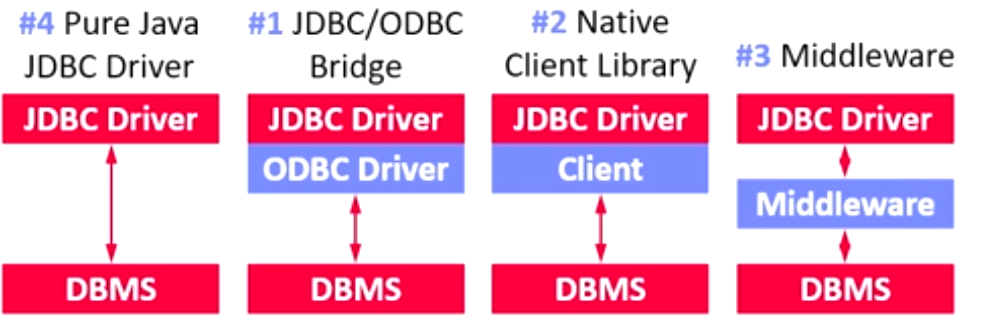 #4 Pure Java
JDBC Driver
JDBC Driver
DBMS
#1 JDBC/ODBC
Bridge
JDBC Driver
ODBC Driver
DBMS
#2 Native
Client Library
JDBC Driver
Client
DBMS
#3 Middleware
JDBC Driver
Middleware
DBMS